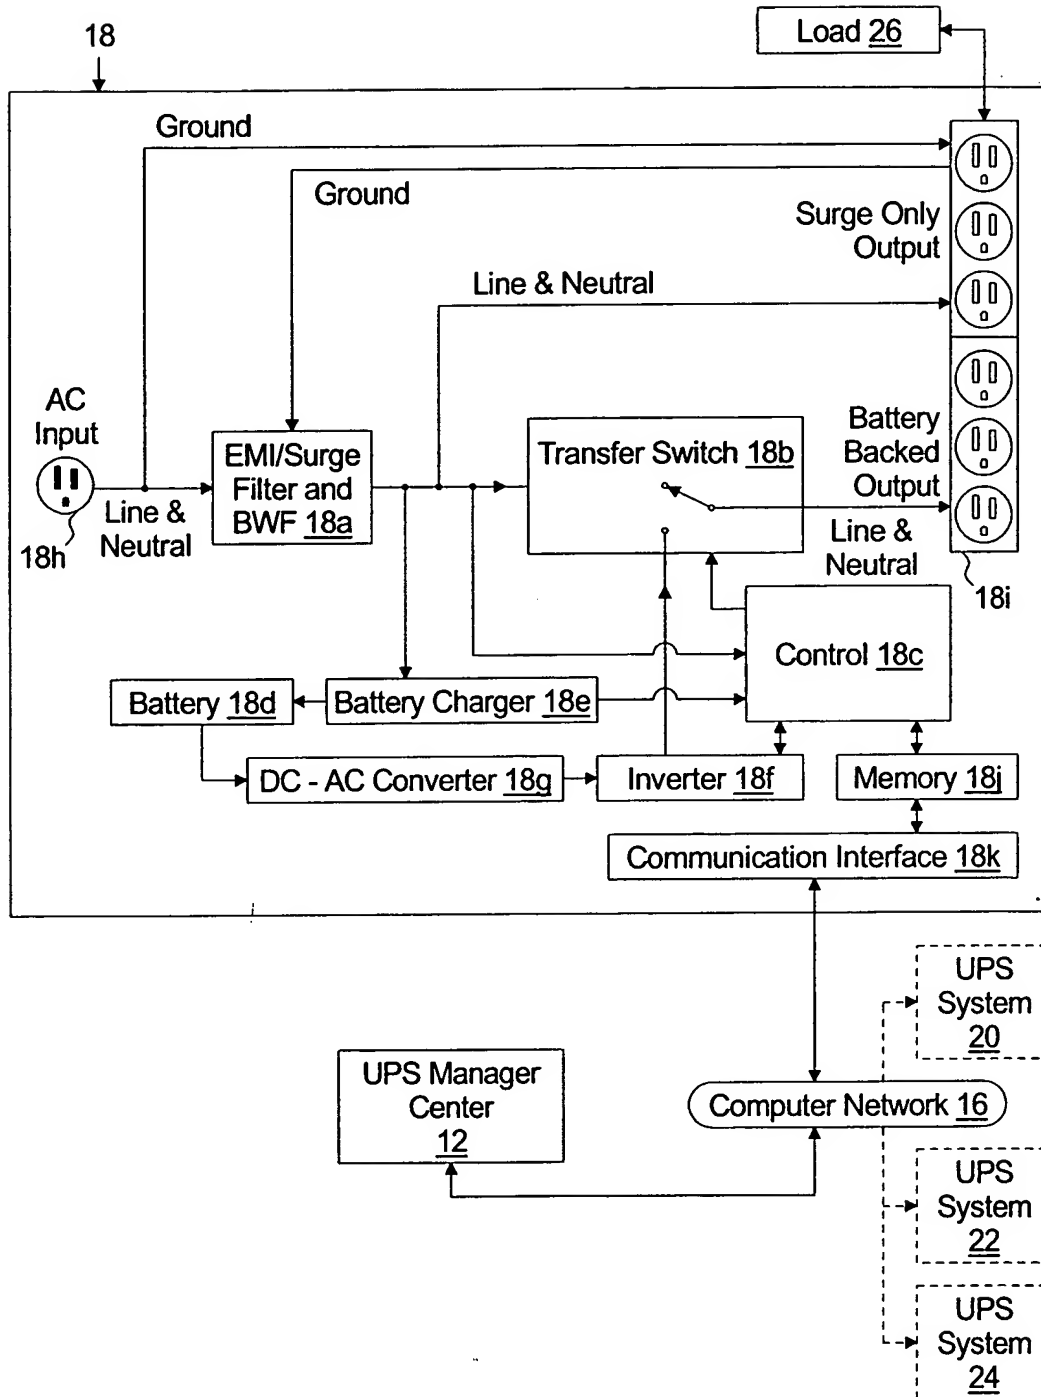 18
Load 26
Ground
Ground
Surge Only
Output
Line & Neutral
AC
Input
EMI/Surge
Filter and
BWF 18a
Transfer Switch 18b
Battery
Backed
Output
Line &
Neutral
18h
Line &
Neutral
18i
Control 18c
Battery 18d
Battery Charger 18e
DC - AC Converter 18g
Inverter 18f
Memory 18j
Communication Interface 18k
UPS
System
20
UPS Manager
Center
12
Computer Network 16
UPS
System
22
UPS
System
24